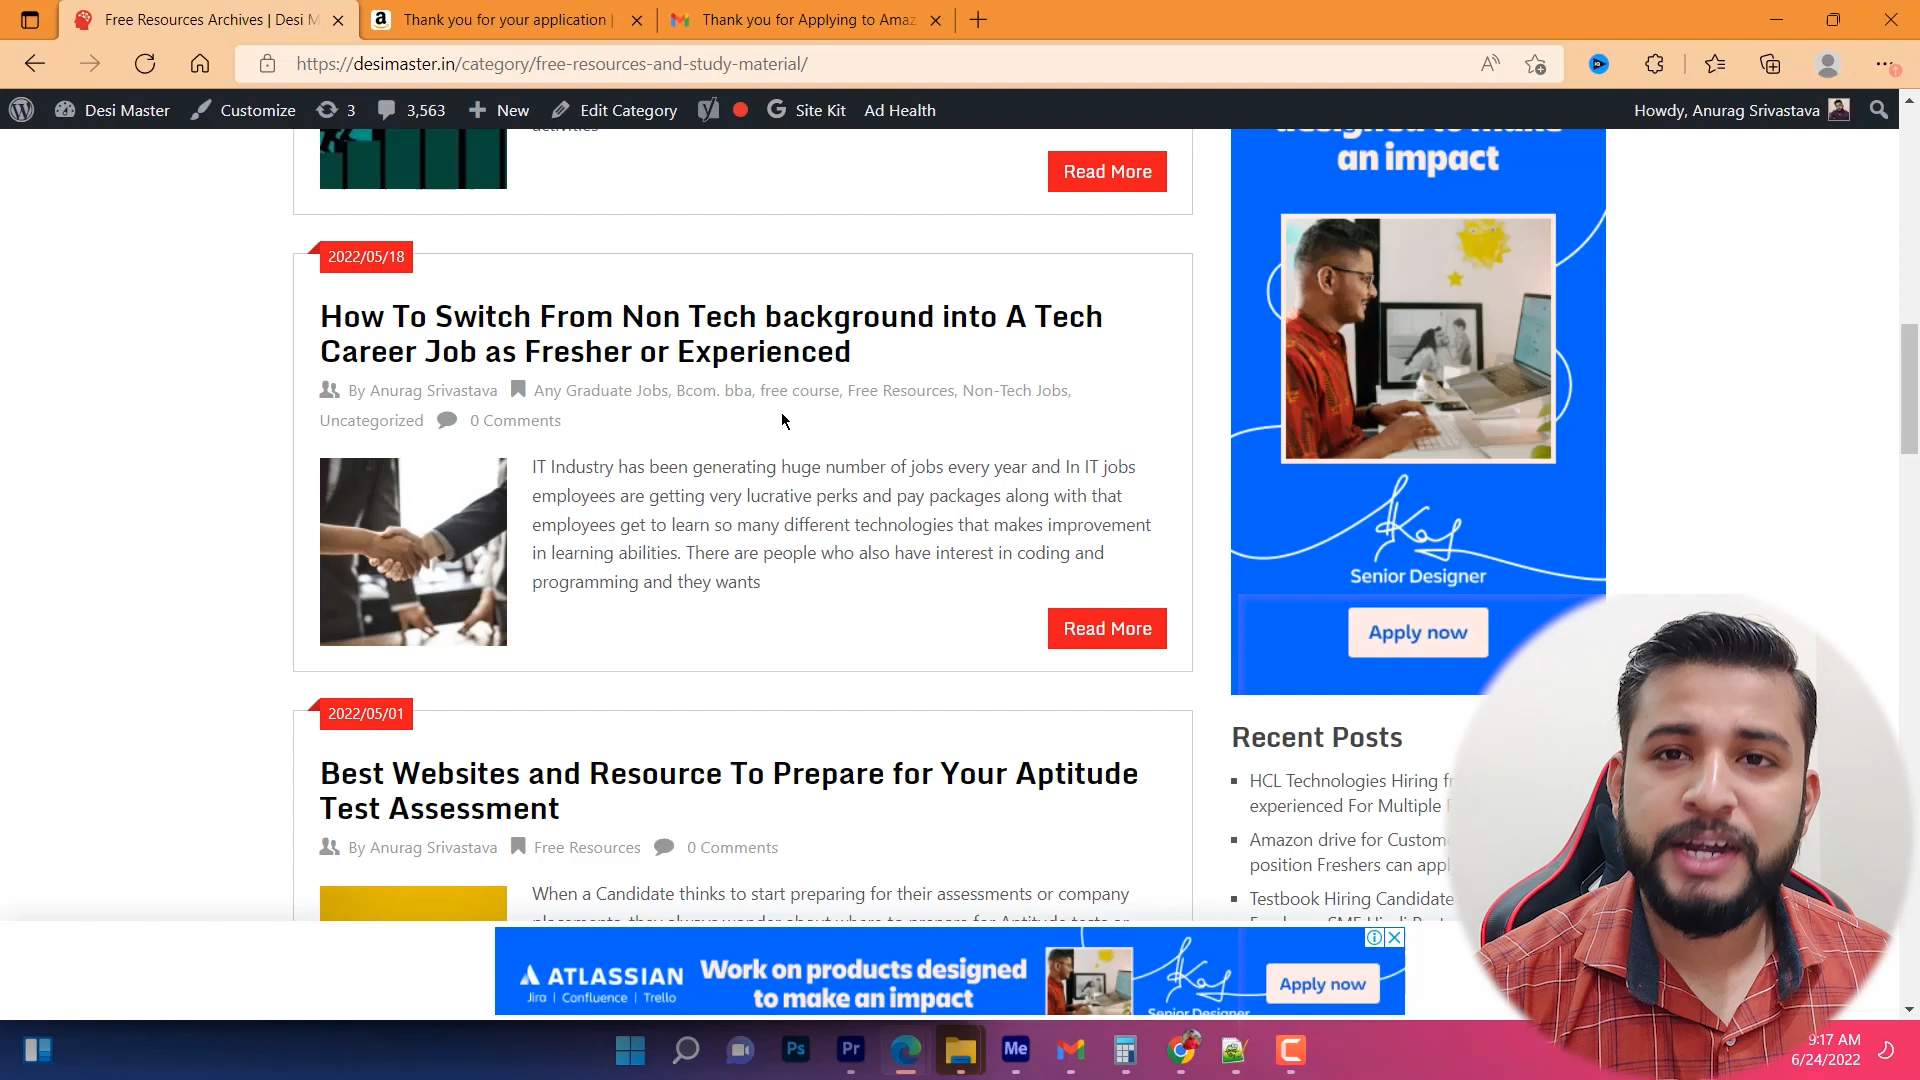 Free Resources Archives | Desi M
Thank you for your application |
Thank you for Applying to Amaz
https://desimaster.in/category/free-resources-and-study-material/
Desi Master
Customize
3
3,563
New
Edit Category
Site Kit
Ad Health
Howdy, Anurag Srivastava
activities
Read More
an impact
2022/05/18
How To Switch From Non Tech background into A Tech
Career Job as Fresher or Experienced
By Anurag Srivastava
Any Graduate Jobs, Bcom. bba, free course, Free Resources, Non-Tech Jobs,
Uncategorized
0 Comments
IT Industry has been generating huge number of jobs every year and In IT jobs
employees are getting very lucrative perks and pay packages along with that
employees get to learn so many different technologies that makes improvement
in learning abilities. There are people who also have interest in coding and
programming and they wants
Read More
Senior Designer
Apply now
2022/05/01
Best Websites and Resource To Prepare for Your Aptitude
Test Assessment
By Anurag Srivastava
Free Resources
0 Comments
When a Candidate thinks to start preparing for their assessments or company
Recent Posts
HCL Technologies Hiring
experienced For Multiple
Amazon drive for Custom
position Freshers can appl
Testbook Hiring Candidate
ATLASSIAN
Jira | Confluence | Trello
Work on products designed
to make an impact
Senior Designer
Apply now
Ps
Pr
Me
9:17 AM
6/24/2022